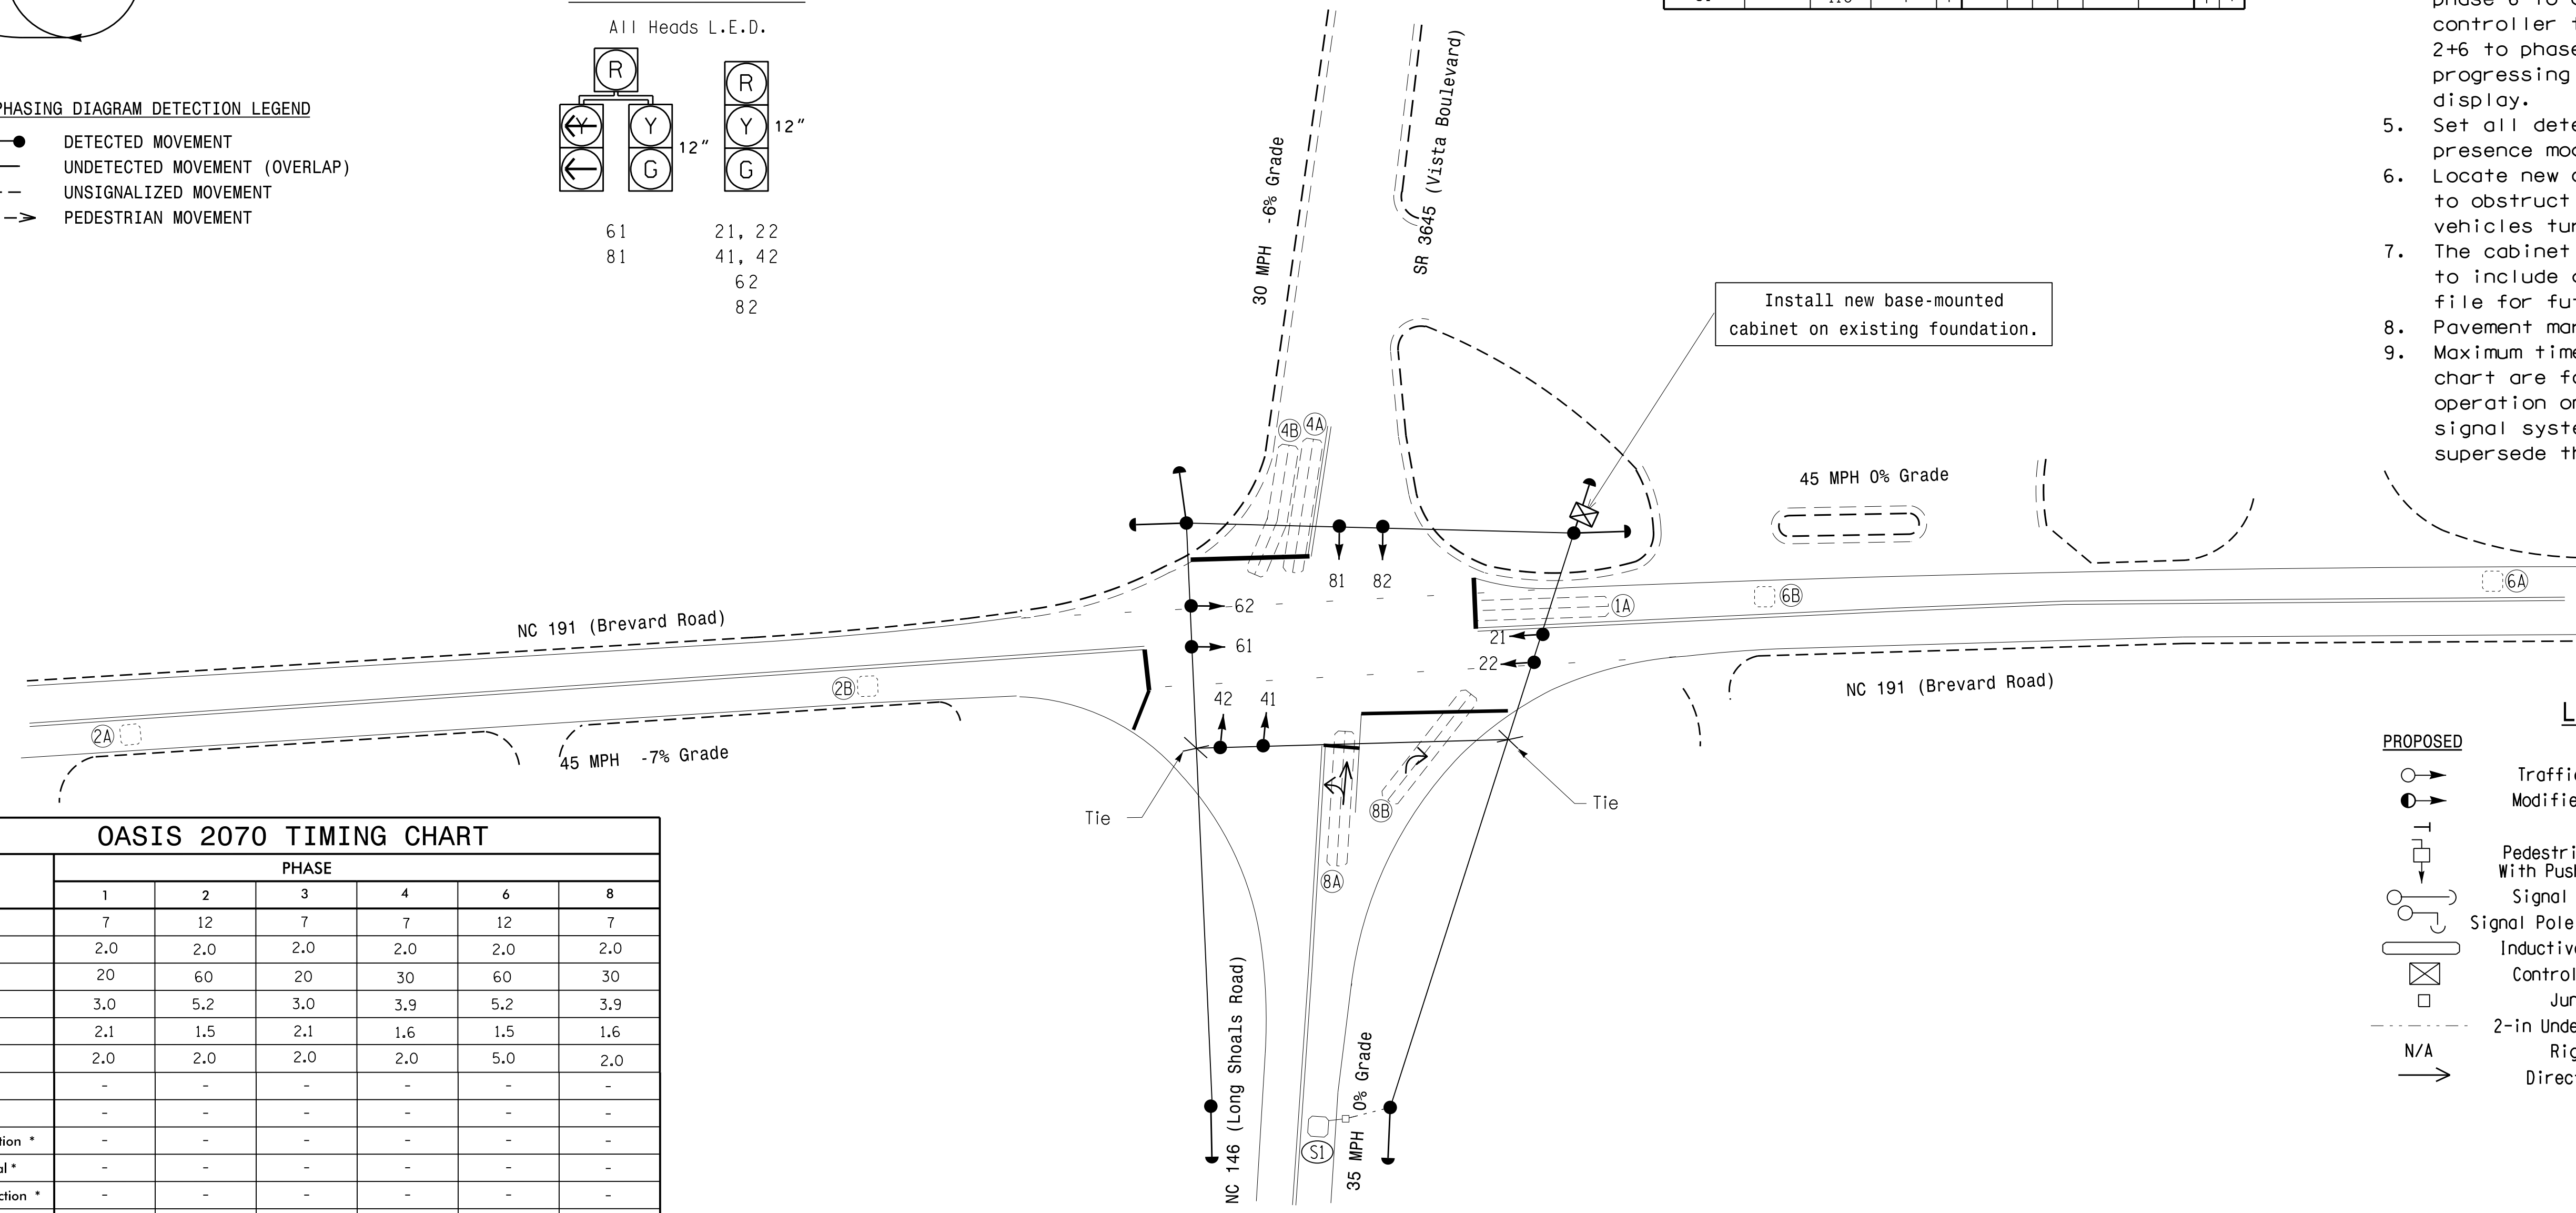 All Heads L.E.D.
R
Y
Y
G
12"
R
Y
G
12"
61
81
21, 22
41, 42
62
82
PHASING DIAGRAM DETECTION LEGEND
DETECTED MOVEMENT
UNDETECTED MOVEMENT (OVERLAP)
UNSIGNALIZED MOVEMENT
PEDESTRIAN MOVEMENT
30 MPH -6% Grade
SR 3645 (Vista Boulevard)
Install new base-mounted
cabinet on existing foundation.
controller
2+6 to phase
progressing
display.
5. Set all
presence
6. Locate new
to obstruct
vehicles
7. The cabinet
to include
file for
8. Pavement
9. Maximum
chart are
operation
signal
supersede
45 MPH 0% Grade
4B
4A
81
82
62
61
1A
6B
6A
21
22
42
41
NC 191 (Brevard Road)
2B
2A
45 MPH -7% Grade
NC 191 (Brevard Road)
Tie
Tie
8B
8A
S1
NC 146 (Long Shoals Road)
35 MPH 0% Grade
OASIS 2070 TIMING CHART
PHASE
1 2 3 4 6 8
7 12 7 7 12 7
2.0 2.0 2.0 2.0 2.0 2.0
20 60 20 30 60 30
3.0 5.2 3.0 3.9 5.2 3.9
2.1 1.5 2.1 1.6 1.5 1.6
2.0 2.0 2.0 2.0 5.0 2.0
- - - - - -
- - - - - -
* - - - - - -
* - - - - - -
* - - - - - -
PROPOSED
With
Signal
Signal Pole
2-in
N/A